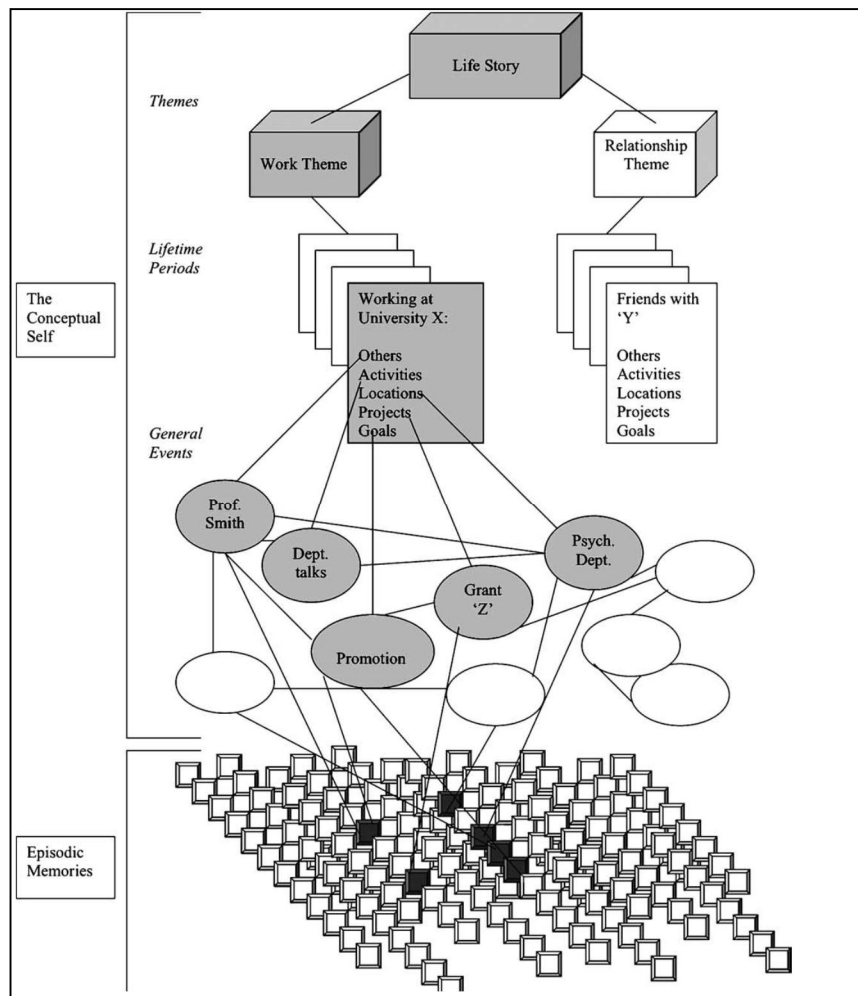 Life Story
Themes
Work Theme
Relationship
Theme
Lifetime
Periods
The
Conceptual
Self
Working at
University X:
Others
Activities
Locations
Projects
Goals
Friends with
‘Y’
Others
Activities
Locations
Projects
Goals
General
Events
Prof.
Smith
Dept.
talks
Psych.
Dept.
Grant
‘Z’
Promotion
Episodic
Memories